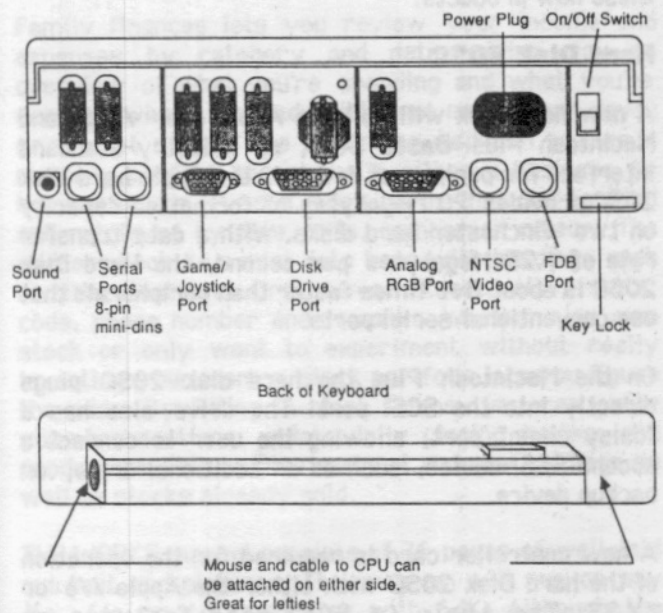 Power Plug
On/Off Switch
Sound
Port
Serial
Ports
8-pin
mini-dins
Game/
Joystick
Port
Disk
Drive
Port
Analog
RGB Port
NTSC
Video
Port
FDB
Port
Key Lock
Back of Keyboard
Mouse and cable to CPU can
be attached on either side.
Great for lefties!